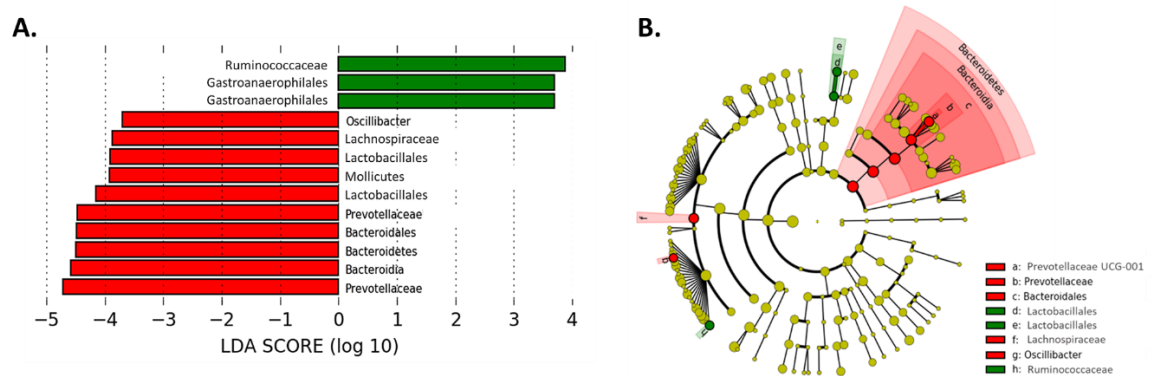 A.
Ruminococcaceae
Gastroanaerophilales
Gastroanaerophilales
Oscillibacter
Lachnospiraceae
Lactobacillales
Mollicutes
Lactobacillales
Prevotellaceae
Bacteroidales
Bacteroidetes
Bacteroidia
Prevotellaceae
−5 −4 −3 −2 −1 0 1 2 3 4
LDA SCORE (log 10)
B.
e
d
Bacteroidetes
Bacteroidia
c
b
a
g
h
a: Prevotellaceae UCG-001
b: Prevotellaceae
c: Bacteroidales
d: Lactobacillales
e: Lactobacillales
f: Lachnospiraceae
g: Oscillibacter
h: Ruminococcaceae